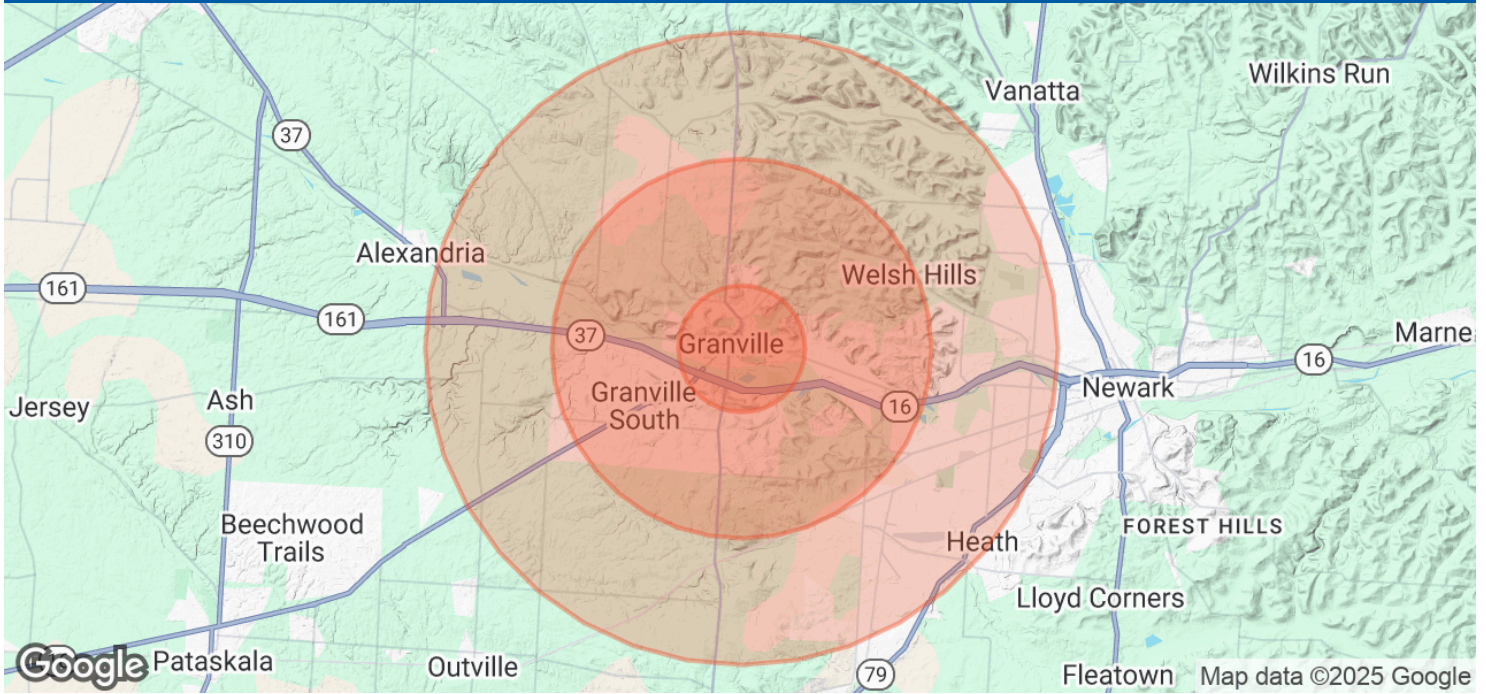 Wilkins Run
Vanatta
37
Alexandria
Welsh Hills
161
161
37
Granville
Marne
16
Granville
South
Newark
Jersey
Ash
16
310
Beechwood
Trails
FOREST HILLS
Heath
Lloyd Corners
Google
Pataskala
Outville
79
Fleatown
Map data ©2025 Google